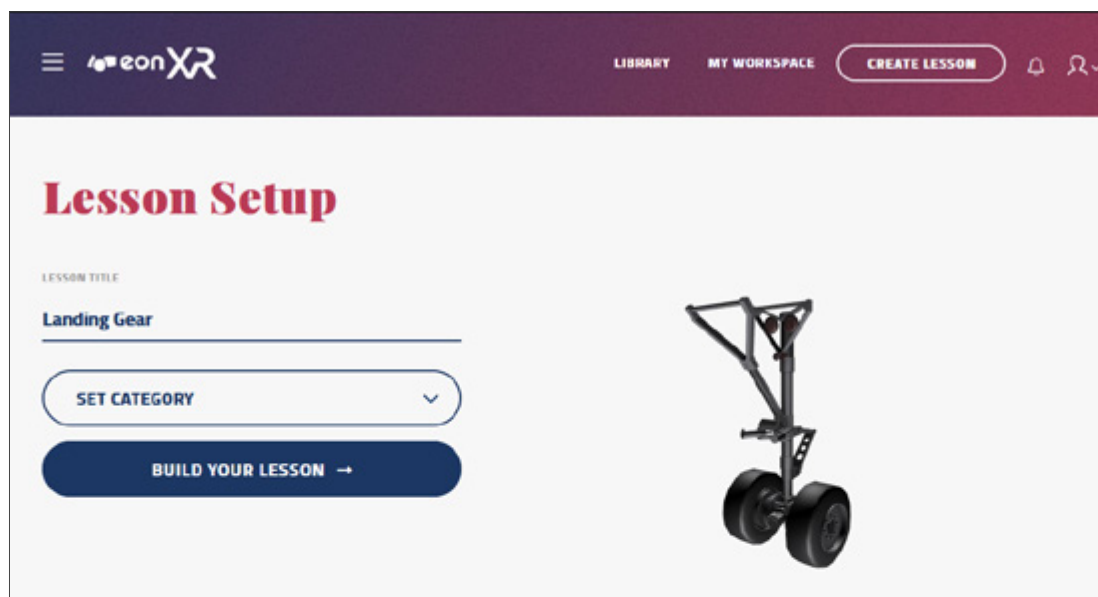 eonXR
LIBRARY
MY WORKSPACE
CREATE LESSON
Lesson Setup
LESSON TITLE
Landing Gear
SET CATEGORY
BUILD YOUR LESSON →